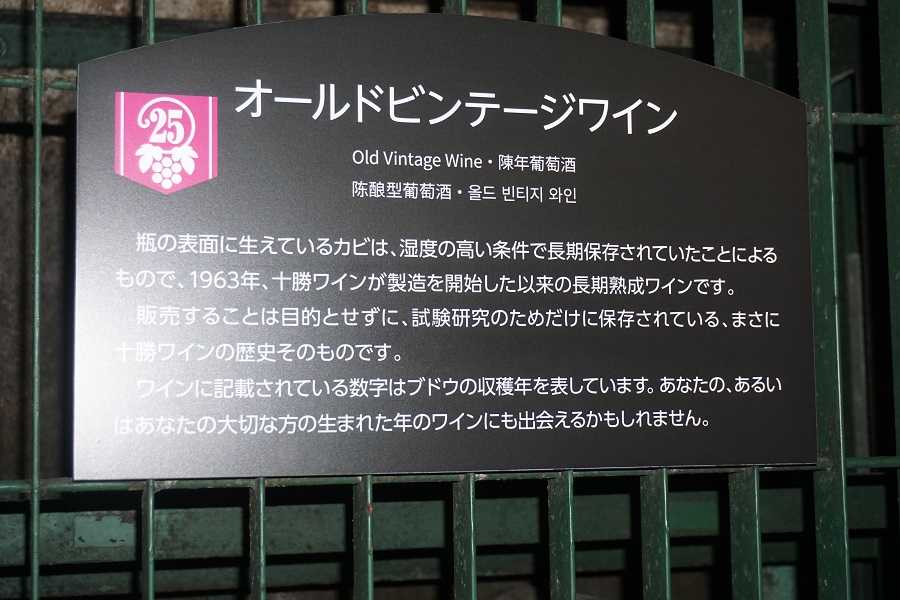 25
オールドビンテージワイン
Old Vintage Wine・陳年葡萄酒
陈酿型葡萄酒・올드 빈티지 와인
瓶の表面に生えているカビは、湿度の高い条件で長期保存されていたことによる
もので、1963年、十勝ワインが製造を開始した以来の長期熟成ワインです。
販売することは目的とせずに、試験研究のためだけに保存されている、まさに
十勝ワインの歴史そのものです。
ワインに記載されている数字はブドウの収穫年を表しています。あなたの、あるい
はあなたの大切な方の生まれた年のワインにも出会えるかもしれません。